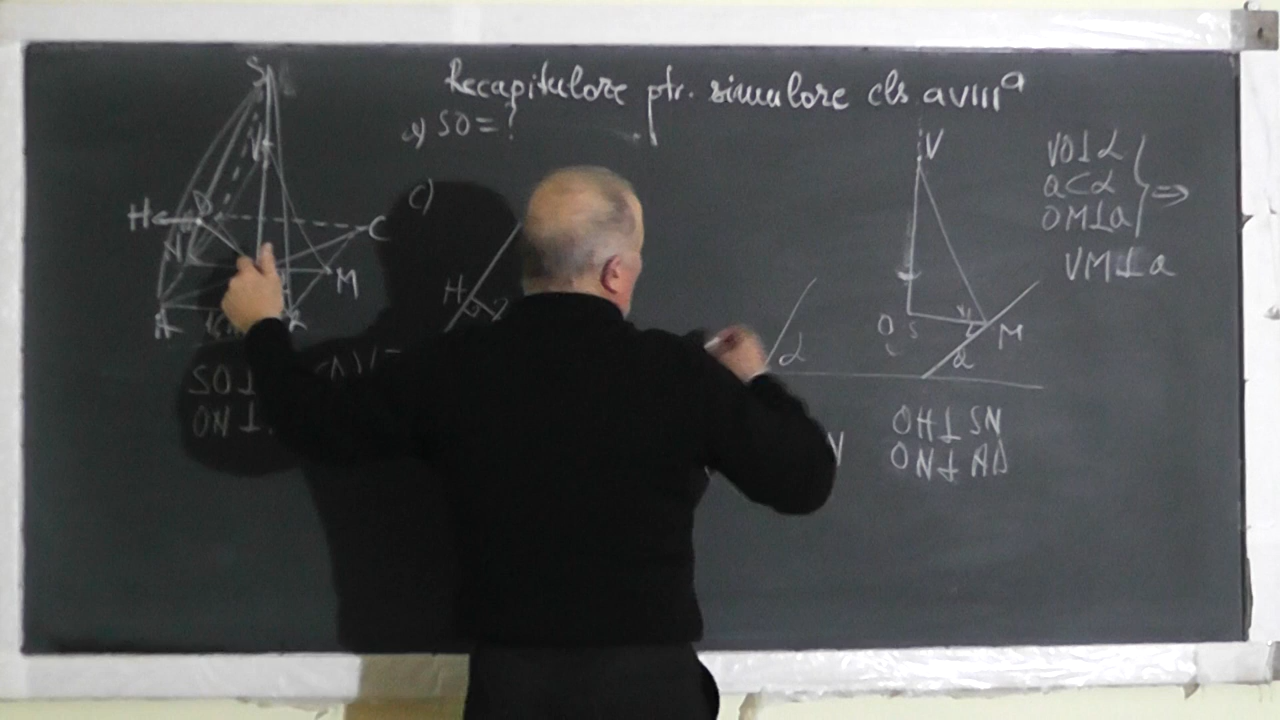 Recapitulare ptr. simulare cls a VIII a
a) SO = ?
S
V
H
D
C
N
M
A
c)
H
SO ⊥
ON ⊥
V
O
M
a
α
VO ⊥ α
a ⊂ α
OM ⊥ a
⇒
VM ⊥ a
OH ⊥ SN
ON ⊥ AD